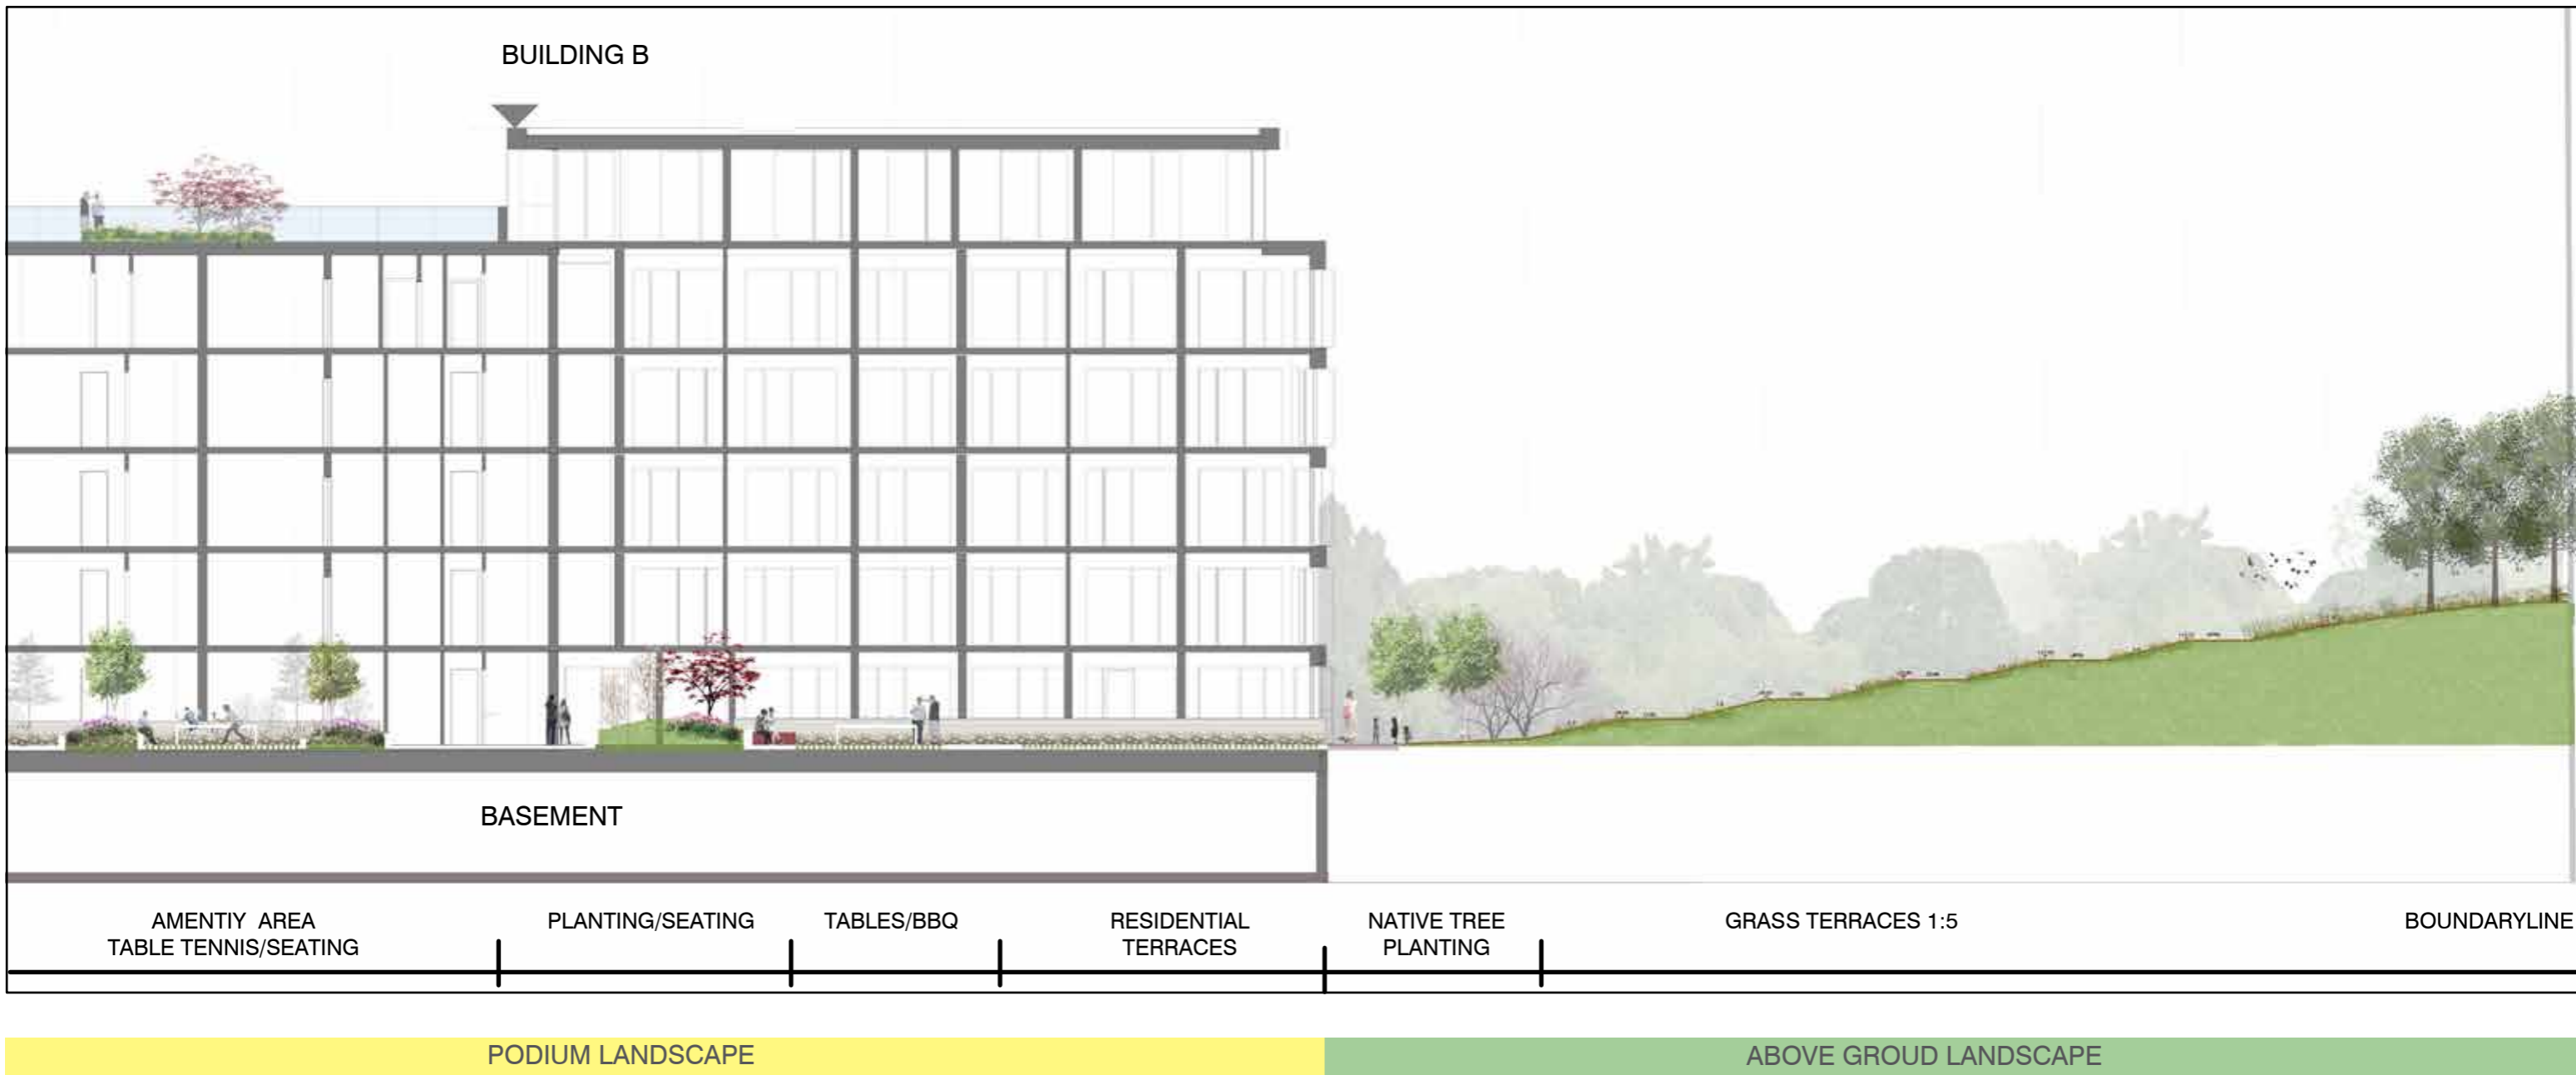 BUILDING B
BASEMENT
AMENTIY AREA
TABLE TENNIS/SEATING
PLANTING/SEATING
TABLES/BBQ
RESIDENTIAL
TERRACES
NATIVE TREE
PLANTING
GRASS TERRACES 1:5
BOUNDARYLINE
PODIUM LANDSCAPE
ABOVE GROUD LANDSCAPE